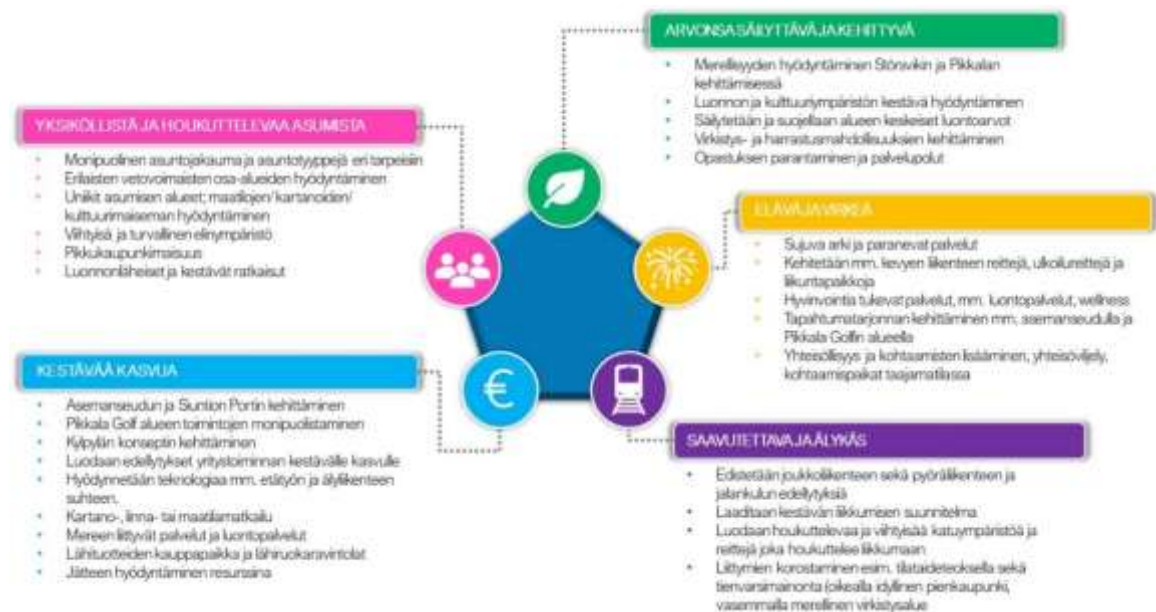 ARVONSA SÄILYTTÄVÄ JA KEHITTYVÄ
Merellisyyden hyödyntäminen Störsvikin ja Pikkalan
kehittämisessä
Luonnon ja kulttuuriympäristön kestävä hyödyntäminen
Säilytetään ja suojellaan alueen keskeiset luontoarvot
Virkistys- ja harrastusmahdollisuuksien kehittäminen
Opastuksen parantaminen ja palvelupolut
YKSIKÖLLISTÄ JA HOUKUTTELEVAA ASUMISTA
Monipuolinen asuntojakauma ja asuntotyyppejä eri tarpeisiin
Erilaisten vetovoimaisten osa-alueiden hyödyntäminen
Uniikit asumisen alueet; maatilojen/ kartanoiden/
kulttuurimaiseman hyödyntäminen
Viihtyisä ja turvallinen elinympäristö
Pikkukaupunkimaisuus
Luonnonläheiset ja kestävät ratkaisut
ELÄVÄ JA VIRKEÄ
Sujuva arki ja paranevat palvelut
Kehitetään mm. kevyen liikenteen reittejä, ulkoilureittejä ja
liikuntapaikkoja
Hyvinvointia tukevat palvelut, mm. luontopalvelut, wellness
Tapahtumatarjonnan kehittäminen mm. asemanseudulla ja
Pikkala Golfin alueella
Yhteisöllisyys ja kohtaamisten lisääminen, yhteisöviljely,
kohtaamispaikat taajamatilassa
KESTÄVÄÄ KASVUA
Asemanseudun ja Siuntion Portin kehittäminen
Pikkala Golf alueen toimintojen monipuolistaminen
Kylpylän konseptin kehittäminen
Luodaan edellytykset yritystoiminnan kestävälle kasvulle
Hyödynnetään teknologiaa mm. etätyön ja älyliikenteen
suhteen.
Kartano-, linna- tai maatilamatkailu
Mereen liittyvät palvelut ja luontopalvelut
Lähituotteiden kauppapaikka ja lähiruokaravintolat
Jätteen hyödyntäminen resurssina
SAAVUTETTAVA JA ÄLYKÄS
Edistetään joukkoliikenteen sekä pyöräliikenteen ja
jalankulun edellytyksiä
Laaditaan kestävän liikkumisen suunnitelma
Luodaan houkuttelevaa ja viihtyisää katuympäristöä ja
reittejä joka houkuttelee liikkumaan
Liittymien korostaminen esim. tilataideteoksella sekä
tienvarsimainonta (oikealla idyllinen pienkaupunki,
vasemmalla merellinen virkistysalue